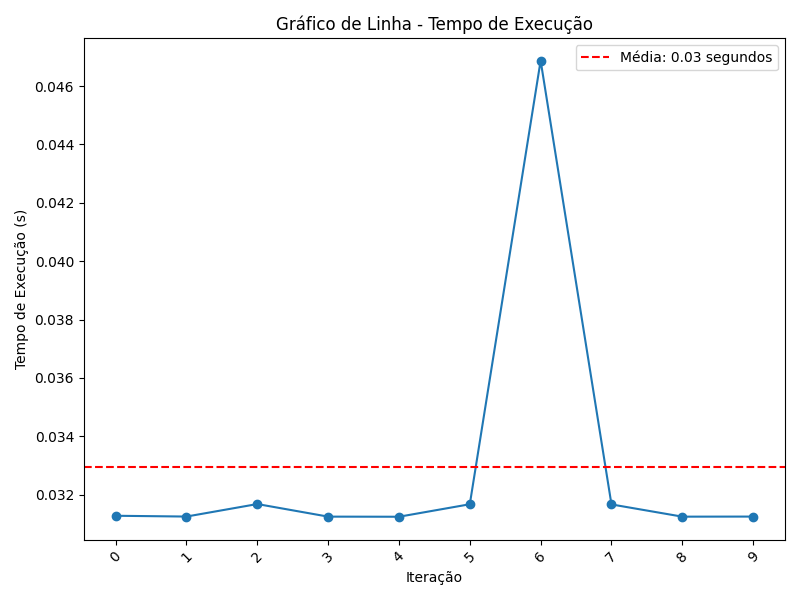 Gráfico de Linha - Tempo de Execução
Média: 0.03 segundos
0.046
0.044
0.042
0.040
0.038
0.036
0.034
0.032
Tempo de Execução (s)
0 1 2 3 4 5 6 7 8 9
Iteração